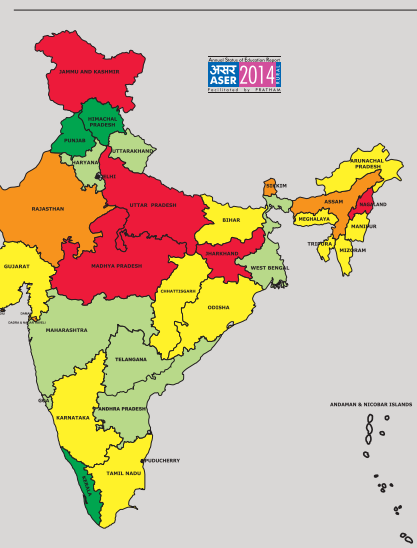 Annual Status of Education Report
असर
ASER
2014
RURAL
Facilitated by PRATHAM
JAMMU AND KASHMIR
HIMACHAL
PRADESH
PUNJAB
UTTARAKHAND
HARYANA
DELHI
ARUNACHAL
PRADESH
SIKKIM
RAJASTHAN
UTTAR PRADESH
ASSAM
NAGALAND
BIHAR
MEGHALAYA
MANIPUR
TRIPURA
MIZORAM
JHARKHAND
GUJARAT
MADHYA PRADESH
WEST BENGAL
CHHATTISGARH
ODISHA
MAHARASHTRA
TELANGANA
GOA
ANDHRA PRADESH
ANDAMAN & NICOBAR ISLANDS
KARNATAKA
PUDUCHERRY
TAMIL NADU
KERALA